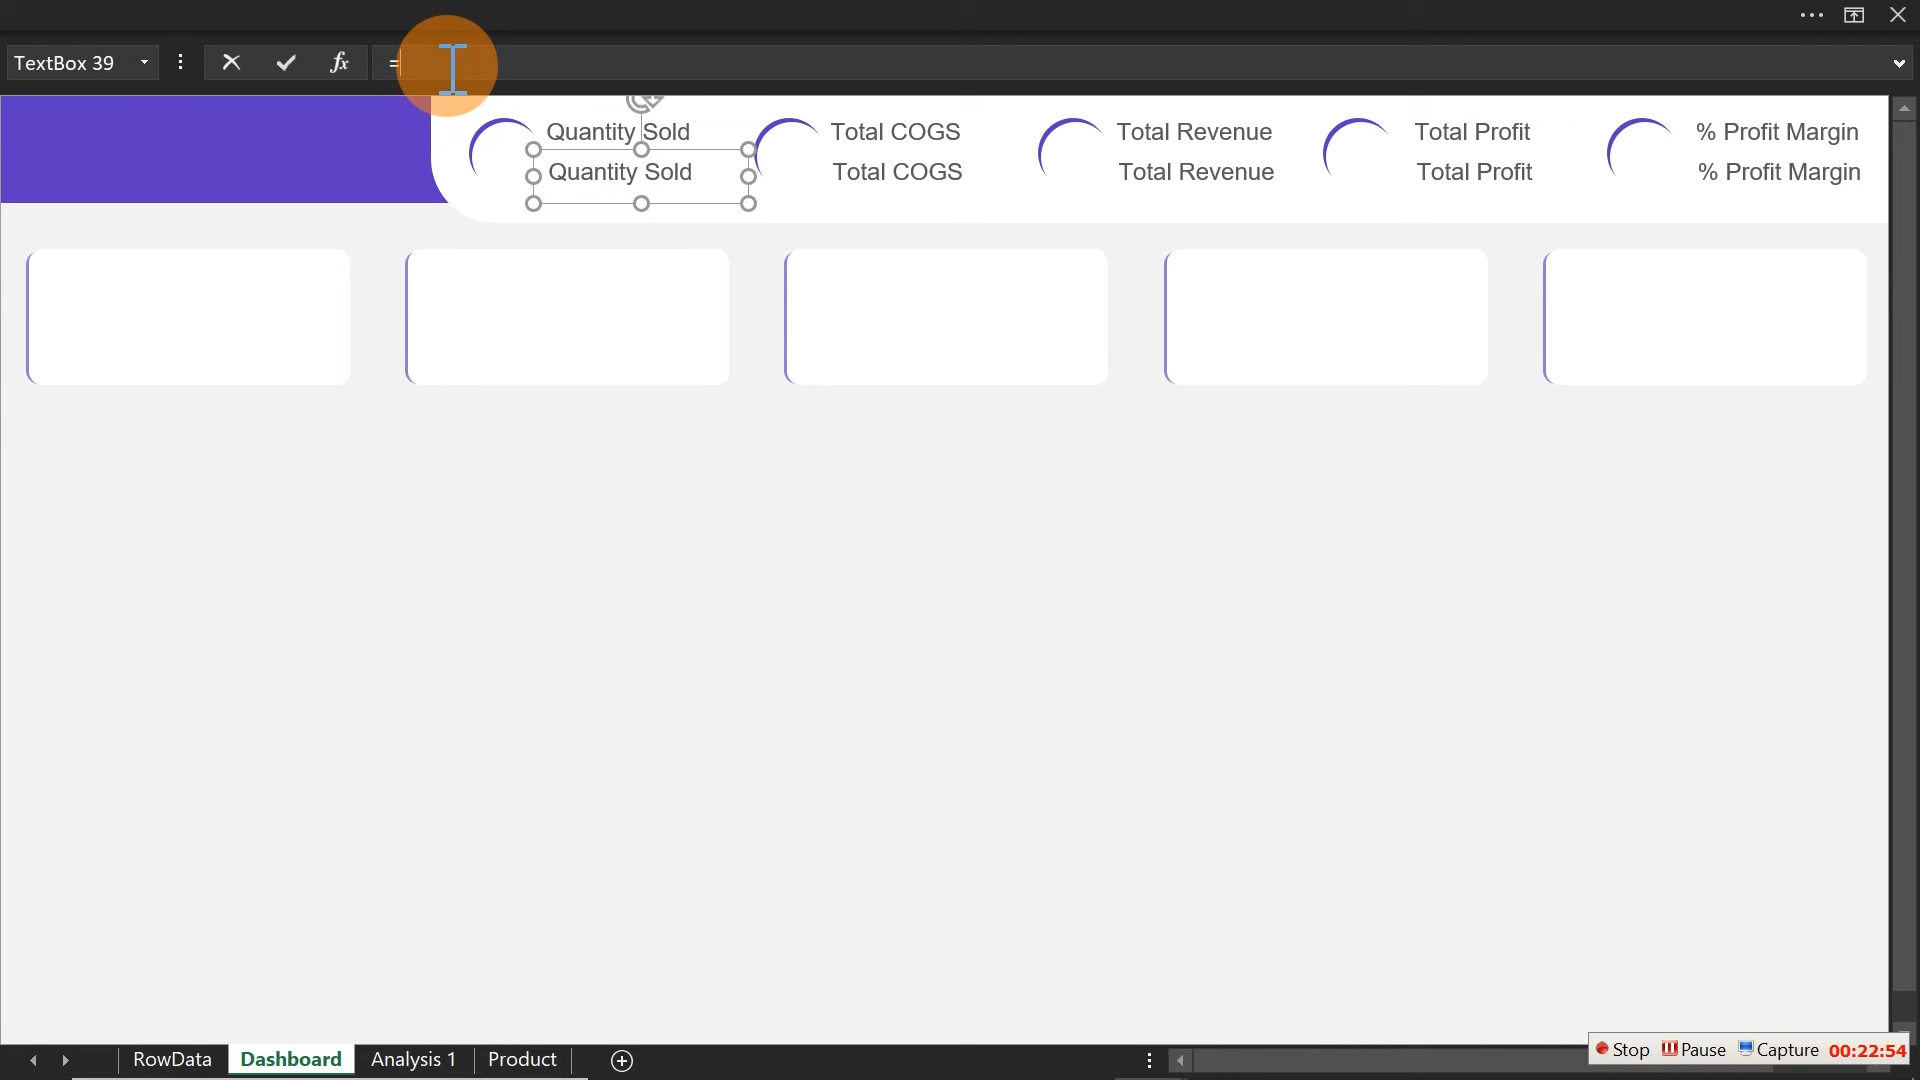 TextBox 39
fx
=
Quantity Sold
Total COGS
Total Revenue
Total Profit
% Profit Margin
Quantity Sold
Total COGS
Total Revenue
Total Profit
% Profit Margin
RowData
Dashboard
Analysis 1
Product
Stop
Pause
Capture
00:22:54